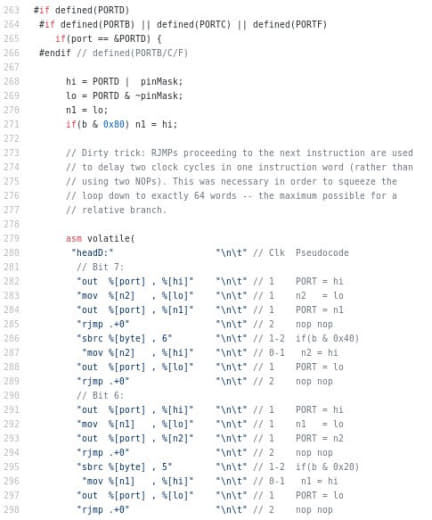 263 #if defined(PORTD)
264 #if defined(PORTB) || defined(PORTC) || defined(PORTF)
265 if(port == &PORTD) {
266 #endif // defined(PORTB/C/F)
267
268 hi = PORTD | pinMask;
269 lo = PORTD & ~pinMask;
270 n1 = lo;
271 if(b & 0x80) n1 = hi;
272
273 // Dirty trick: RJMPs proceeding to the next instruction are used
274 // to delay two clock cycles in one instruction word (rather than
275 // using two NOPs). This was necessary in order to squeeze the
276 // loop down to exactly 64 words -- the maximum possible for a
277 // relative branch.
278
279 asm volatile(
280 "headD:" "\n\t" // Clk Pseudocode
281 // Bit 7:
282 "out %[port] , %[hi]" "\n\t" // 1 PORT = hi
283 "mov %[n2] , %[lo]" "\n\t" // 1 n2 = lo
284 "out %[port] , %[n1]" "\n\t" // 1 PORT = n1
285 "rjmp .+0" "\n\t" // 2 nop nop
286 "sbrc %[byte] , 6" "\n\t" // 1-2 if(b & 0x40)
287 "mov %[n2] , %[hi]" "\n\t" // 0-1 n2 = hi
288 "out %[port] , %[lo]" "\n\t" // 1 PORT = lo
289 "rjmp .+0" "\n\t" // 2 nop nop
290 // Bit 6:
291 "out %[port] , %[hi]" "\n\t" // 1 PORT = hi
292 "mov %[n1] , %[lo]" "\n\t" // 1 n1 = lo
293 "out %[port] , %[n2]" "\n\t" // 1 PORT = n2
294 "rjmp .+0" "\n\t" // 2 nop nop
295 "sbrc %[byte] , 5" "\n\t" // 1-2 if(b & 0x20)
296 "mov %[n1] , %[hi]" "\n\t" // 0-1 n1 = hi
297 "out %[port] , %[lo]" "\n\t" // 1 PORT = lo
298 "rjmp .+0" "\n\t" // 2 nop nop